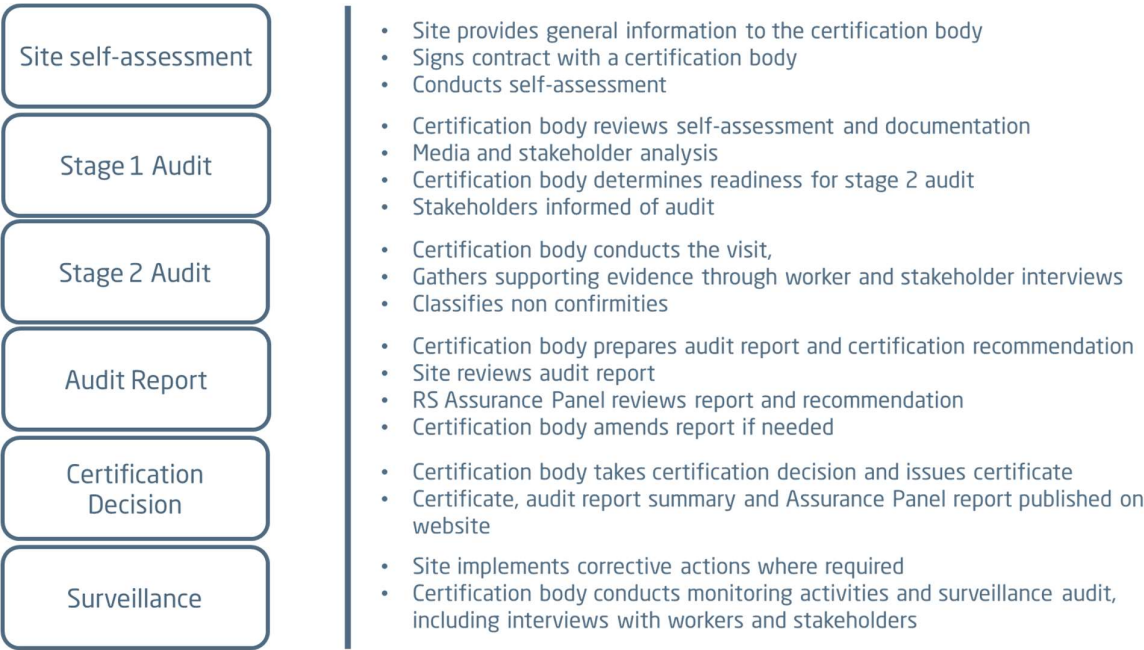 Site self-assessment
• Site provides general information to the certification body
• Signs contract with a certification body
• Conducts self-assessment
Stage 1 Audit
• Certification body reviews self-assessment and documentation
• Media and stakeholder analysis
• Certification body determines readiness for stage 2 audit
• Stakeholders informed of audit
Stage 2 Audit
• Certification body conducts the visit,
• Gathers supporting evidence through worker and stakeholder interviews
• Classifies non confirmities
Audit Report
• Certification body prepares audit report and certification recommendation
• Site reviews audit report
• RS Assurance Panel reviews report and recommendation
• Certification body amends report if needed
Certification
Decision
• Certification body takes certification decision and issues certificate
• Certificate, audit report summary and Assurance Panel report published on
website
Surveillance
• Site implements corrective actions where required
• Certification body conducts monitoring activities and surveillance audit,
including interviews with workers and stakeholders